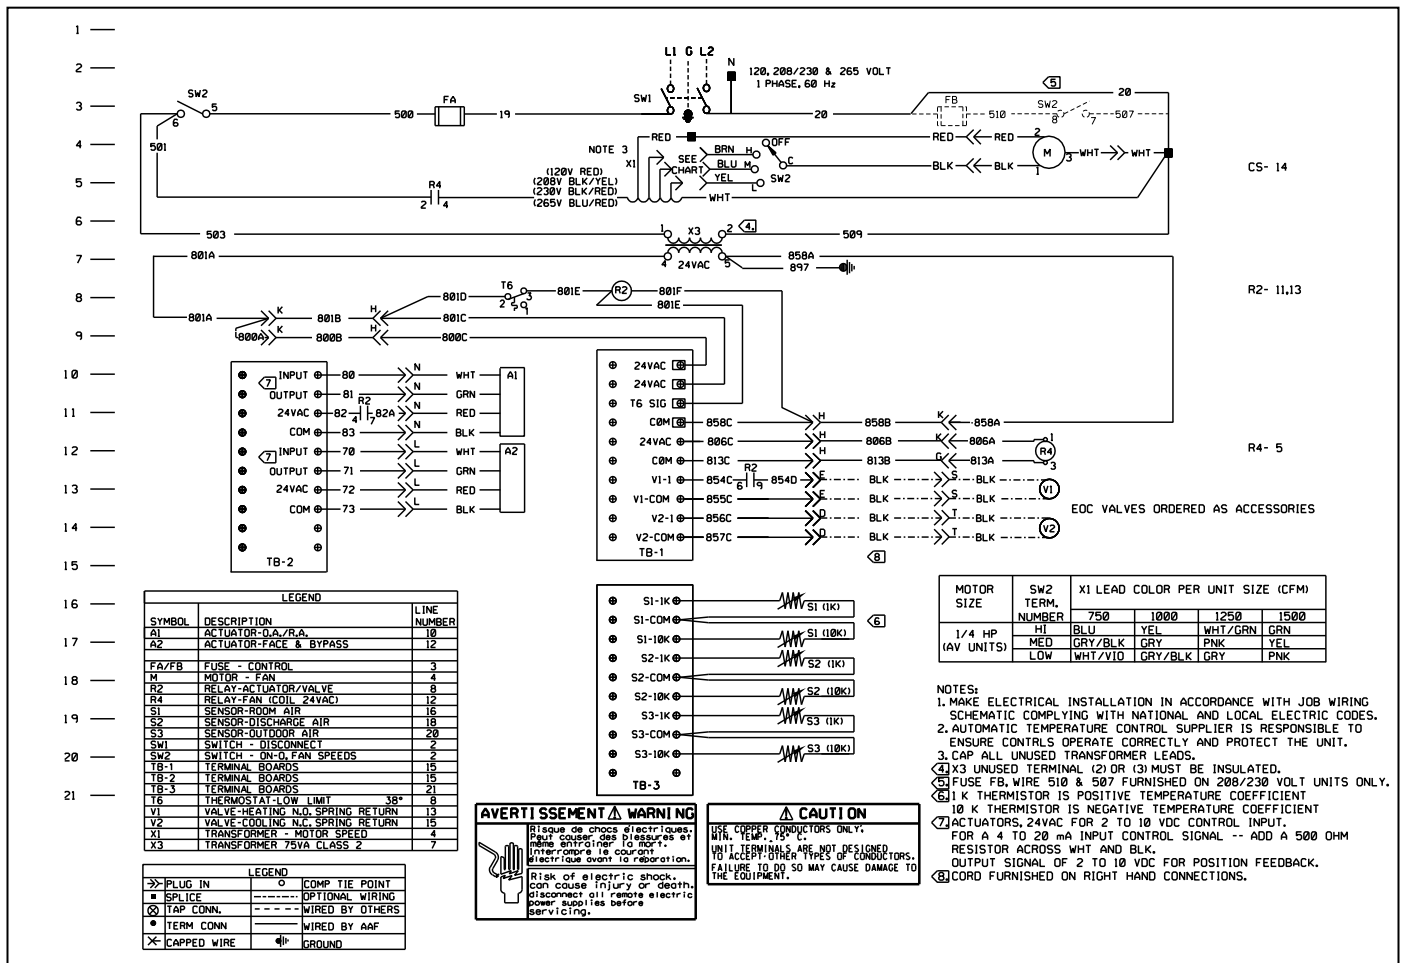 1
2
3
4
5
6
7
8
9
10
11
12
13
14
15
16
17
18
19
20
21
L1 G L2
N
120, 208/230 & 265 VOLT
1 PHASE, 60 Hz
SW1
SW2
5
6
500
FA
19
20
5
20
FB
510
SW2
8
7
507
501
RED
RED
RED
2
M
3
1
WHT
WHT
BLK
BLK
CS- 14
NOTE 3
X1
SEE
CHART
BRN H
BLU M
YEL
L
OFF
C
SW2
(120V RED)
(208V BLK/YEL)
(230V BLK/RED)
(265V BLU/RED)
R4
2
4
WHT
503
1
X3
2
4.
509
801A
4
24VAC
5
858A
897
T6
2
3
1
801D
801E
R2
801F
801E
R2- 11,13
801A
K
801B
H
801C
800A
K
800B
H
800C
7
INPUT
80
N
WHT
A1
OUTPUT
81
N
GRN
24VAC
82
R2
4
7
82A
N
RED
COM
83
N
BLK
7
INPUT
70
L
WHT
A2
OUTPUT
71
L
GRN
24VAC
72
L
RED
COM
73
L
BLK
TB-2
24VAC
24VAC
T6 SIG
COM
858C
H
858B
K
858A
24VAC
806C
H
806B
K
806A
1
R4
3
COM
813C
H
813B
G
813A
R4- 5
V1-1
854C
R2
6
9
854D
E
BLK
S
BLK
V1
V1-COM
855C
E
BLK
S
BLK
V2-1
856C
D
BLK
T
BLK
V2
V2-COM
857C
D
BLK
T
BLK
TB-1
EOC VALVES ORDERED AS ACCESSORIES
8
S1-1K
S1 (1K)
S1-COM
6
S1-10K
S1 (10K)
S2-1K
S2 (1K)
S2-COM
S2-10K
S2 (10K)
S3-1K
S3 (1K)
S3-COM
S3-10K
S3 (10K)
TB-3
LEGEND
SYMBOL DESCRIPTION LINE NUMBER
A1 ACTUATOR-O.A./R.A. 10
A2 ACTUATOR-FACE & BYPASS 12
FA/FB FUSE - CONTROL 3
M MOTOR - FAN 4
R2 RELAY-ACTUATOR/VALVE 8
R4 RELAY-FAN (COIL 24VAC) 12
S1 SENSOR-ROOM AIR 16
S2 SENSOR-DISCHARGE AIR 18
S3 SENSOR-OUTDOOR AIR 20
SW1 SWITCH - DISCONNECT 2
SW2 SWITCH - ON-O, FAN SPEEDS 2
TB-1 TERMINAL BOARDS 15
TB-2 TERMINAL BOARDS 15
TB-3 TERMINAL BOARDS 21
T6 THERMOSTAT-LOW LIMIT 38° 8
V1 VALVE-HEATING N.O. SPRING RETURN 13
V2 VALVE-COOLING N.C. SPRING RETURN 15
X1 TRANSFORMER - MOTOR SPEED 4
X3 TRANSFORMER 75VA CLASS 2 7
LEGEND
PLUG IN
COMP TIE POINT
SPLICE
OPTIONAL WIRING
TAP CONN.
WIRED BY OTHERS
TERM CONN
WIRED BY AAF
CAPPED WIRE
GROUND
AVERTISSEMENT WARNING
Risque de chocs électriques.
Peut causer des blessures et
même entraîner la mort.
Interrompre le courant
électrique avant la réparation.
Risk of electric shock.
can cause injury or death.
disconnect all remote electric
power supplies before
servicing.
CAUTION
USE COPPER CONDUCTORS ONLY,
MIN. TEMP. 75° C.
UNIT TERMINALS ARE NOT DESIGNED
TO ACCEPT OTHER TYPES OF CONDUCTORS.
FAILURE TO DO SO MAY CAUSE DAMAGE TO
THE EQUIPMENT.
MOTOR SIZE SW2 TERM. NUMBER X1 LEAD COLOR PER UNIT SIZE (CFM)
750 1000 1250 1500
1/4 HP (AV UNITS)
HI BLU YEL WHT/GRN GRN
MED GRY/BLK GRY PNK YEL
LOW WHT/VIO GRY/BLK GRY PNK
NOTES:
1. MAKE ELECTRICAL INSTALLATION IN ACCORDANCE WITH JOB WIRING
SCHEMATIC COMPLYING WITH NATIONAL AND LOCAL ELECTRIC CODES.
2. AUTOMATIC TEMPERATURE CONTROL SUPPLIER IS RESPONSIBLE TO
ENSURE CONTRLS OPERATE CORRECTLY AND PROTECT THE UNIT.
3. CAP ALL UNUSED TRANSFORMER LEADS.
4. X3 UNUSED TERMINAL (2) OR (3) MUST BE INSULATED.
5. FUSE FB, WIRE 510 & 507 FURNISHED ON 208/230 VOLT UNITS ONLY.
6. 1 K THERMISTOR IS POSITIVE TEMPERATURE COEFFICIENT
10 K THERMISTOR IS NEGATIVE TEMPERATURE COEFFICIENT
7. ACTUATORS, 24VAC FOR 2 TO 10 VDC CONTROL INPUT.
FOR A 4 TO 20 mA INPUT CONTROL SIGNAL -- ADD A 500 OHM
RESISTOR ACROSS WHT AND BLK.
OUTPUT SIGNAL OF 2 TO 10 VDC FOR POSITION FEEDBACK.
8. CORD FURNISHED ON RIGHT HAND CONNECTIONS.